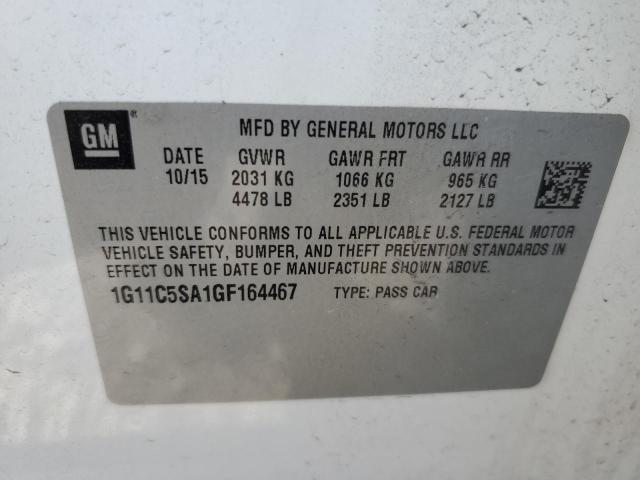 GM
MFD BY GENERAL MOTORS LLC
DATE GVWR GAWR FRT GAWR RR
10/15 2031 KG 1066 KG 965 KG
4478 LB 2351 LB 2127 LB
THIS VEHICLE CONFORMS TO ALL APPLICABLE U.S. FEDERAL MOTOR
VEHICLE SAFETY, BUMPER, AND THEFT PREVENTION STANDARDS IN
EFFECT ON THE DATE OF MANUFACTURE SHOWN ABOVE.
1G11C5SA1GF164467 TYPE: PASS CAR